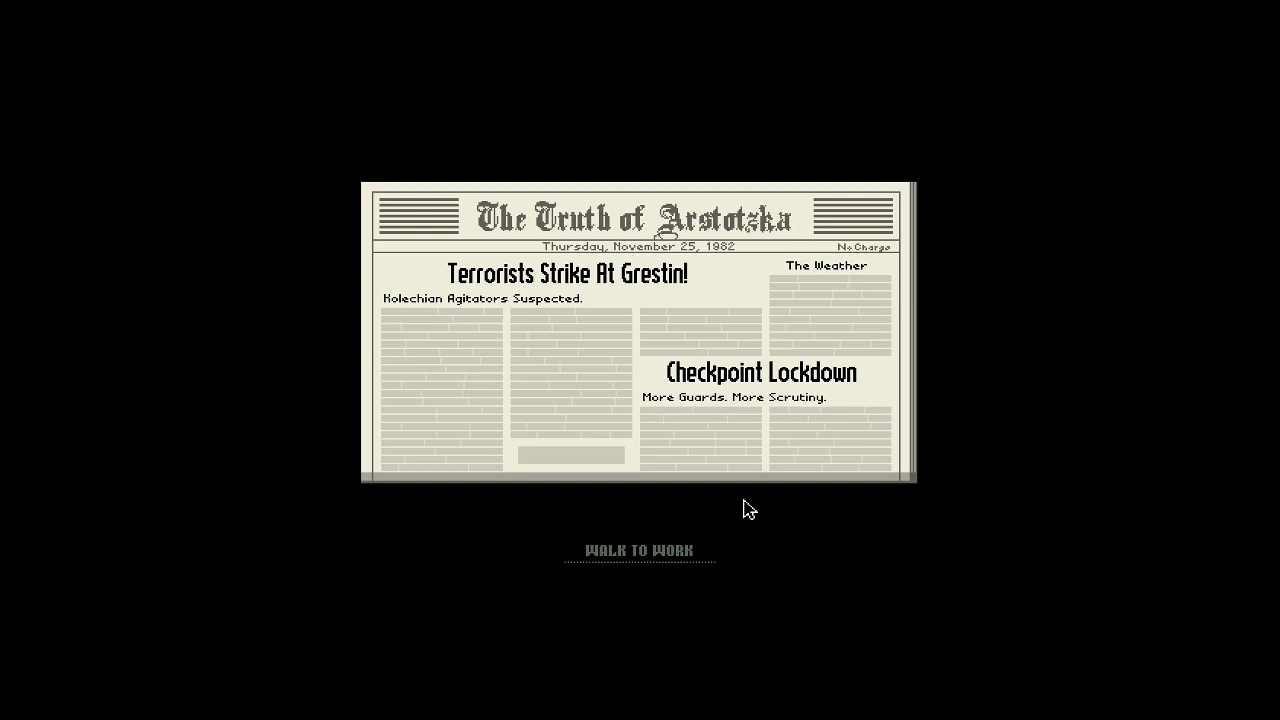 The Truth of Arstotzka
Thursday, November 25, 1982
No Charge
Terrorists Strike At Grestin!
Kolechian Agitators Suspected.
The Weather
Checkpoint Lockdown
More Guards. More Scrutiny.
WALK TO WORK